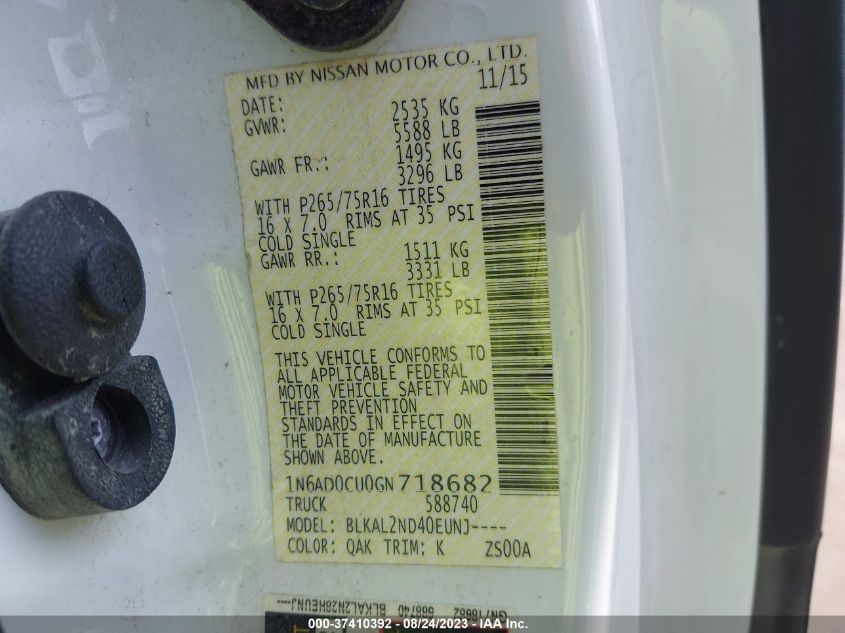 MFD BY NISSAN MOTOR CO., LTD.
DATE: 11/15
GVWR: 2535 KG
5588 LB
GAWR FR.: 1495 KG
3296 LB
WITH P265/75R16 TIRES
16 X 7.0 RIMS AT 35 PSI
COLD SINGLE
GAWR RR.: 1511 KG
3331 LB
WITH P265/75R16 TIRES
16 X 7.0 RIMS AT 35 PSI
COLD SINGLE
THIS VEHICLE CONFORMS TO
ALL APPLICABLE FEDERAL
MOTOR VEHICLE SAFETY AND
THEFT PREVENTION
STANDARDS IN EFFECT ON
THE DATE OF MANUFACTURE
SHOWN ABOVE.
1N6AD0CU0GN718682
TRUCK 588740
MODEL: BLKAL2ND40EUNJ----
COLOR: QAK TRIM: K ZS00A
GN718682 588740 BLKAL2N28HEUNJ----
000-37410392 - 08/24/2023 - IAA Inc.